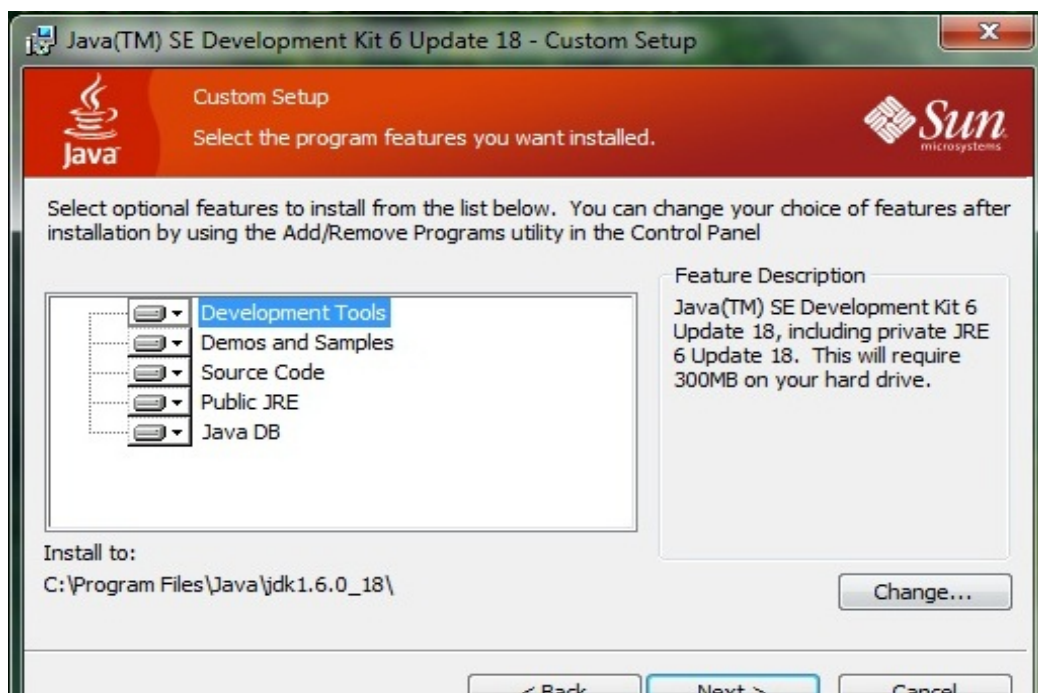 Java(TM) SE Development Kit 6 Update 18 - Custom Setup
Java
Custom Setup
Select the program features you want installed.
Sun
microsystems
Select optional features to install from the list below.  You can change your choice of features after
installation by using the Add/Remove Programs utility in the Control Panel
Development Tools
Demos and Samples
Source Code
Public JRE
Java DB
Feature Description
Java(TM) SE Development Kit 6
Update 18, including private JRE
6 Update 18.  This will require
300MB on your hard drive.
Install to:
C:\Program Files\Java\jdk1.6.0_18\
Change...
< Back
Next >
Cancel